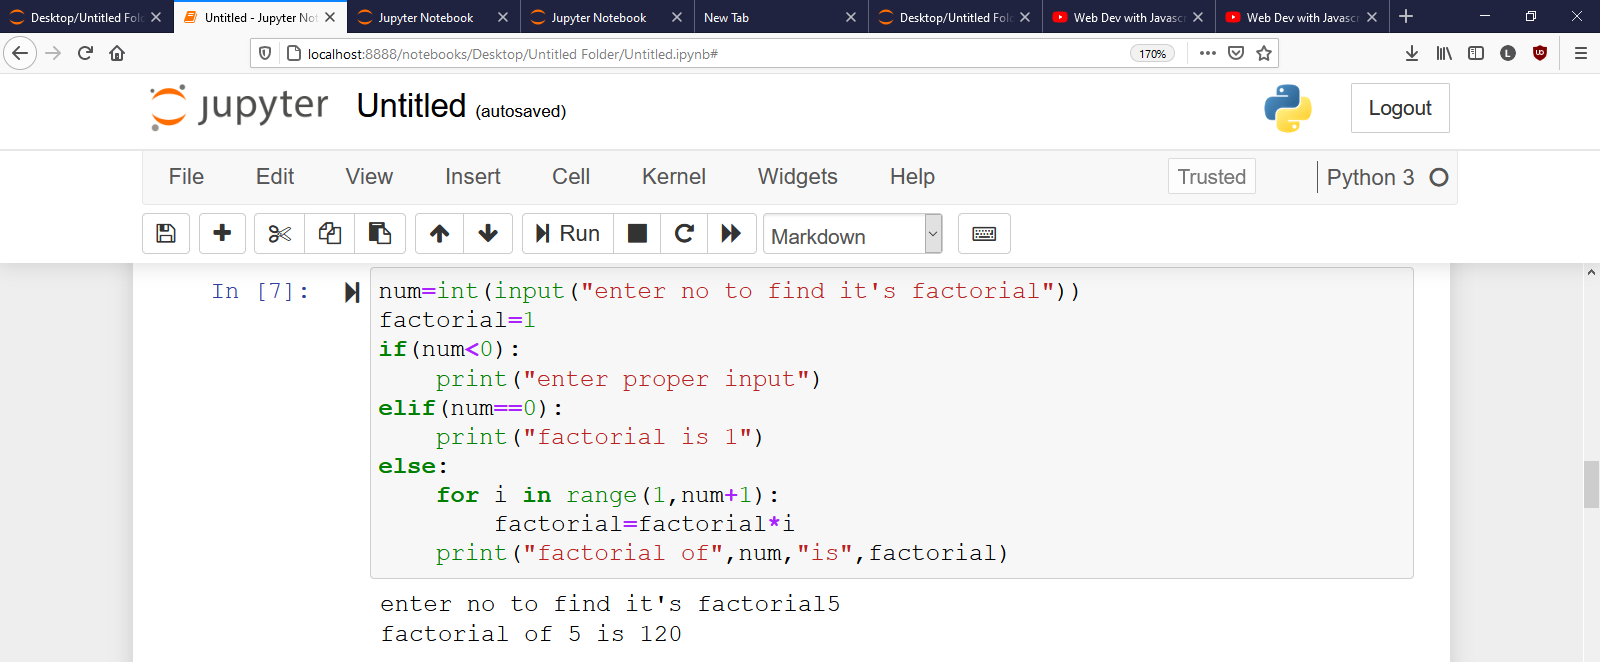 Desktop/Untitled Fol
Untitled - Jupyter Not
Jupyter Notebook
Jupyter Notebook
New Tab
Desktop/Untitled Fol
Web Dev with Javascr
Web Dev with Javascr
localhost:8888/notebooks/Desktop/Untitled Folder/Untitled.ipynb#
170%
L
jupyter Untitled (autosaved)
Logout
File Edit View Insert Cell Kernel Widgets Help Trusted Python 3
Run Markdown
In [7]:
num=int(input("enter no to find it's factorial"))
factorial=1
if(num<0):
    print("enter proper input")
elif(num==0):
    print("factorial is 1")
else:
    for i in range(1,num+1):
        factorial=factorial*i
    print("factorial of",num,"is",factorial)
enter no to find it's factorial5
factorial of 5 is 120